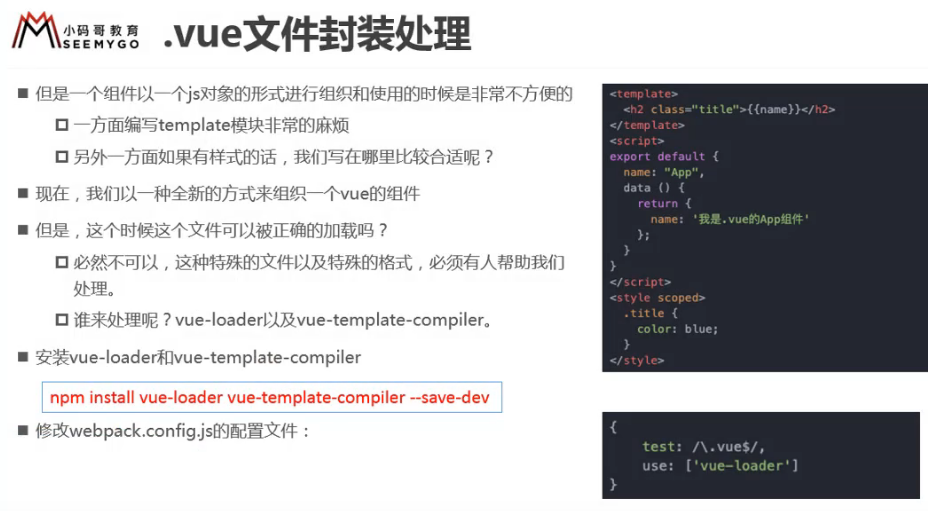 小码哥教育
SEEMYGO
.vue文件封装处理
但是一个组件以一个js对象的形式进行组织和使用的时候是非常不方便的
一方面编写template模块非常的麻烦
另外一方面如果有样式的话，我们写在哪里比较合适呢？
现在，我们以一种全新的方式来组织一个vue的组件
但是，这个时候这个文件可以被正确的加载吗？
必然不可以，这种特殊的文件以及特殊的格式，必须有人帮助我们
处理。
谁来处理呢？vue-loader以及vue-template-compiler。
安装vue-loader和vue-template-compiler
npm install vue-loader vue-template-compiler --save-dev
修改webpack.config.js的配置文件：
<template>
  <h2 class="title">{{name}}</h2>
</template>
<script>
export default {
  name: "App",
  data () {
    return {
      name: '我是.vue的App组件'
    };
  }
}
</script>
<style scoped>
  .title {
    color: blue;
  }
</style>
{
    test: /\.vue$/,
    use: ['vue-loader']
}